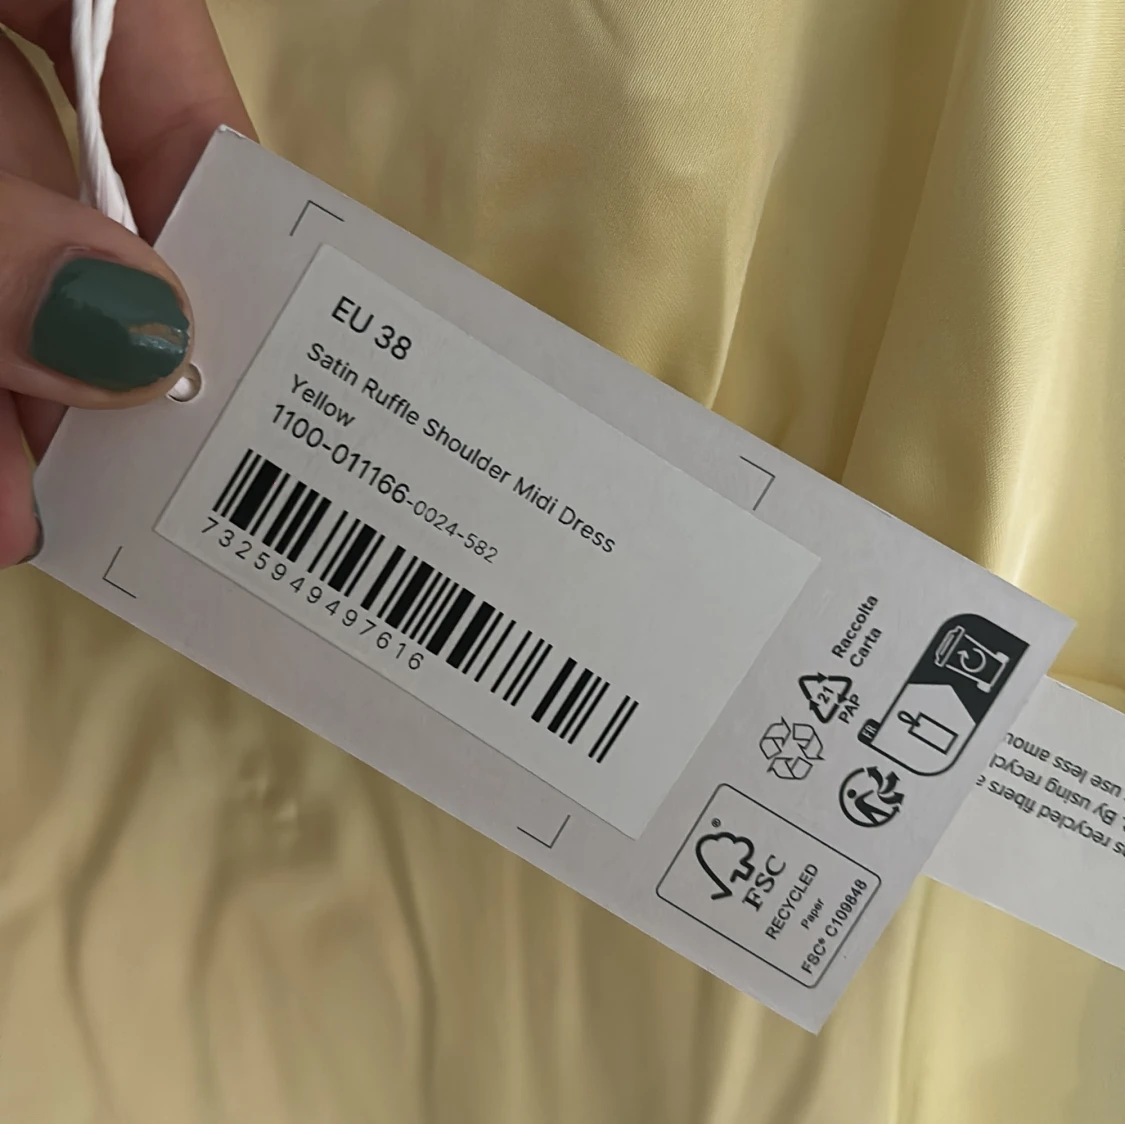 EU 38
Satin Ruffle Shoulder Midi Dress
Yellow
1100-011166-0024-582
7325949497616
Raccolta
Carta
21
PAP
FR
®
FSC
RECYCLED
Paper
FSC® C109848
use less amou
. By using recycl
recycled fibers